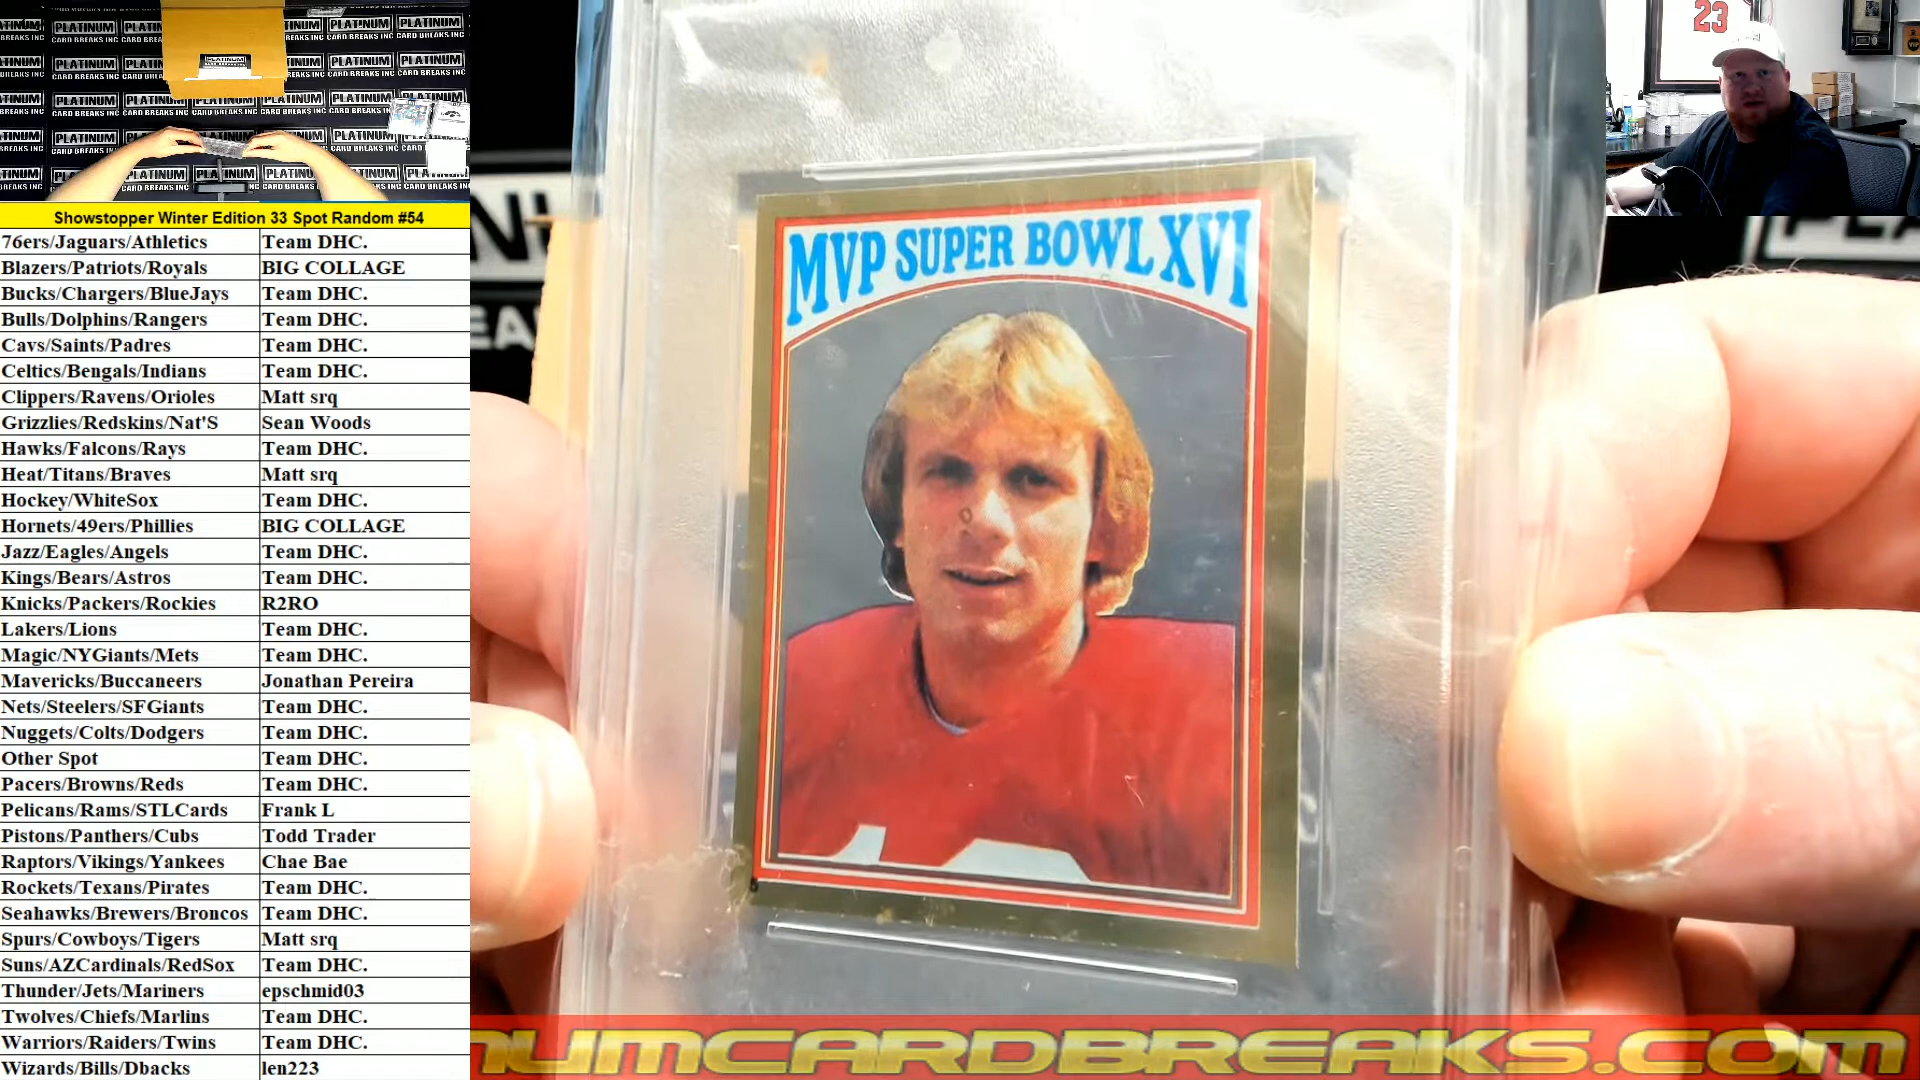 PLATINUM
CARD BREAKS INC
23
Showstopper Winter Edition 33 Spot Random #54
76ers/Jaguars/Athletics Team DHC.
Blazers/Patriots/Royals BIG COLLAGE
Bucks/Chargers/BlueJays Team DHC.
Bulls/Dolphins/Rangers Team DHC.
Cavs/Saints/Padres Team DHC.
Celtics/Bengals/Indians Team DHC.
Clippers/Ravens/Orioles Matt srq
Grizzlies/Redskins/Nat'S Sean Woods
Hawks/Falcons/Rays Team DHC.
Heat/Titans/Braves Matt srq
Hockey/WhiteSox Team DHC.
Hornets/49ers/Phillies BIG COLLAGE
Jazz/Eagles/Angels Team DHC.
Kings/Bears/Astros Team DHC.
Knicks/Packers/Rockies R2RO
Lakers/Lions Team DHC.
Magic/NYGiants/Mets Team DHC.
Mavericks/Buccaneers Jonathan Pereira
Nets/Steelers/SFGiants Team DHC.
Nuggets/Colts/Dodgers Team DHC.
Other Spot Team DHC.
Pacers/Browns/Reds Team DHC.
Pelicans/Rams/STLCards Frank L
Pistons/Panthers/Cubs Todd Trader
Raptors/Vikings/Yankees Chae Bae
Rockets/Texans/Pirates Team DHC.
Seahawks/Brewers/Broncos Team DHC.
Spurs/Cowboys/Tigers Matt srq
Suns/AZCardinals/RedSox Team DHC.
Thunder/Jets/Mariners epschmid03
Twolves/Chiefs/Marlins Team DHC.
Warriors/Raiders/Twins Team DHC.
Wizards/Bills/Dbacks len223
MVP SUPER BOWL XVI
NUMCARDBREAKS.COM